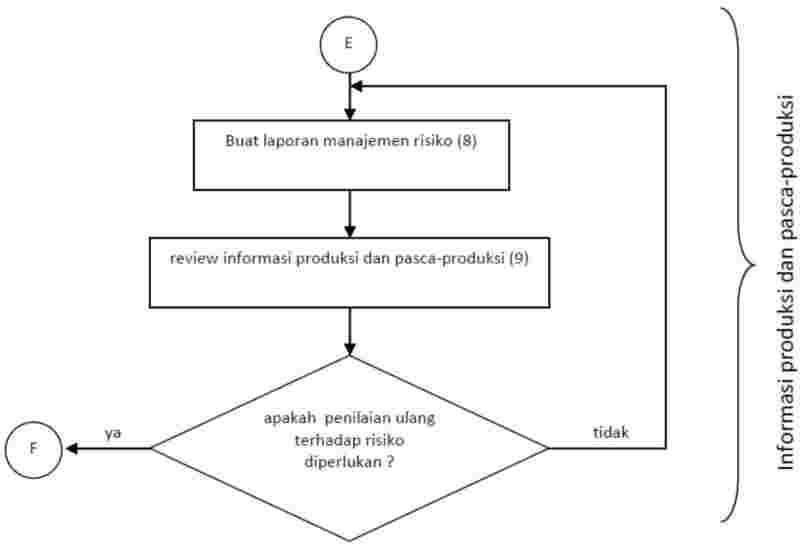 E
Buat laporan manajemen risiko (8)
review informasi produksi dan pasca-produksi (9)
apakah penilaian ulang
terhadap risiko
diperlukan ?
ya
tidak
F
Informasi produksi dan pasca-produksi